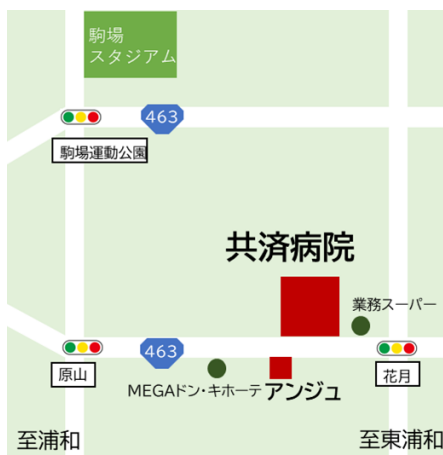 駒場
スタジアム
463
駒場運動公園
共済病院
業務スーパー
463
原山
花月
MEGAドン・キホーテ
アンジュ
至浦和
至東浦和